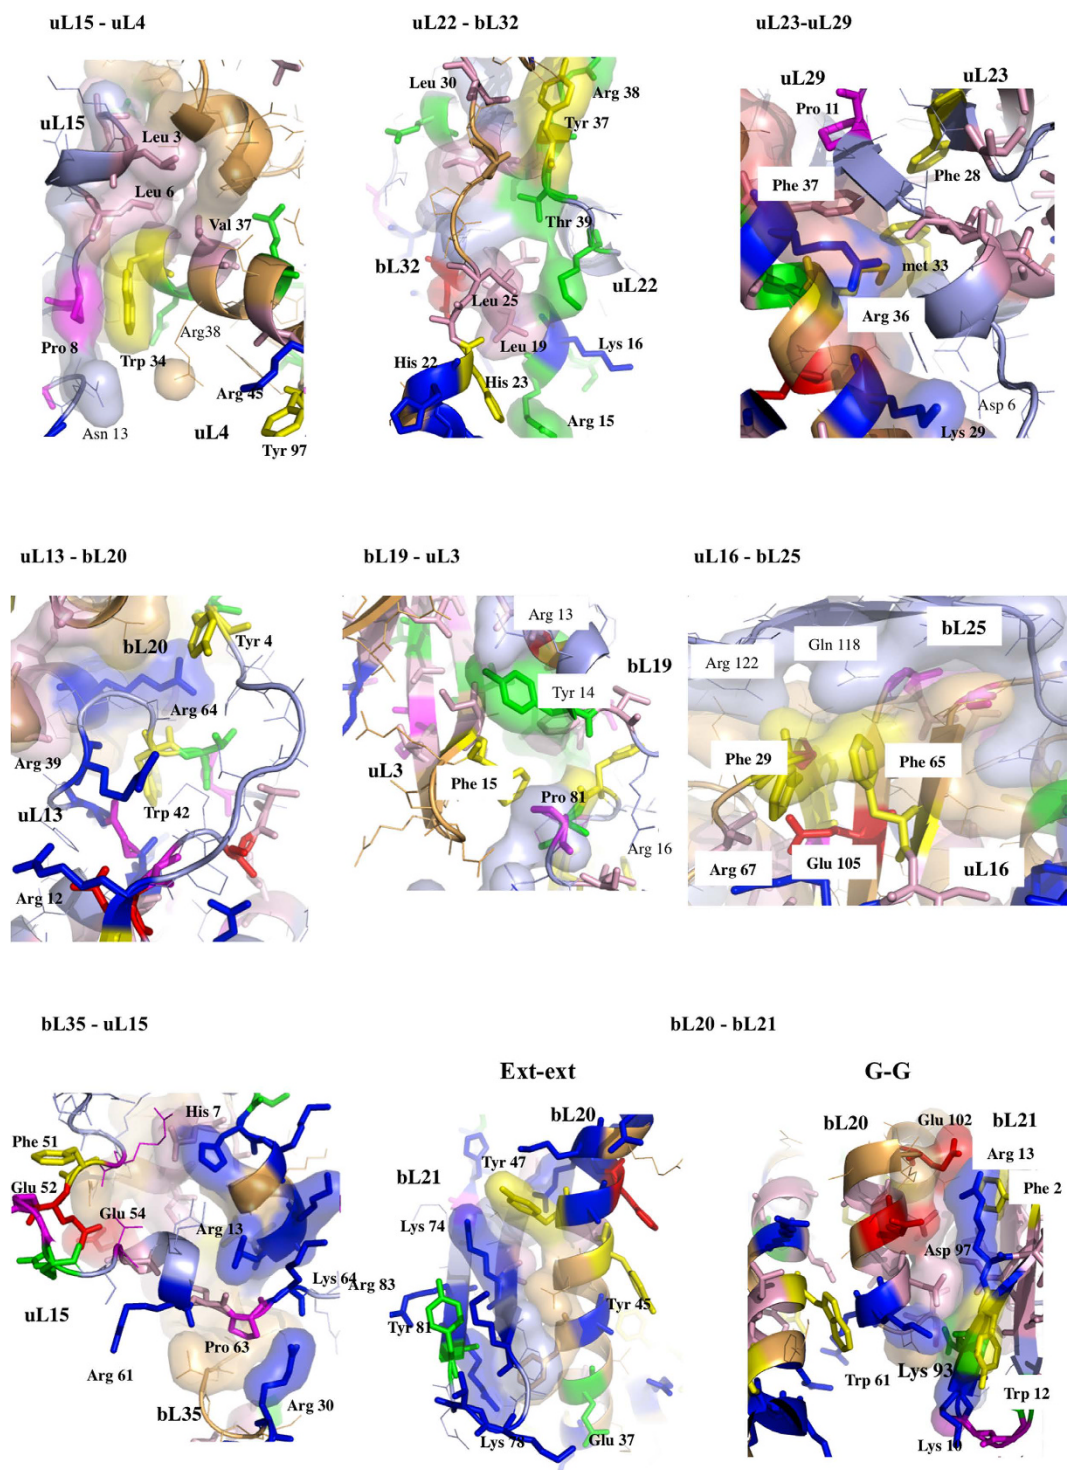 uL15 - uL4
uL22 - bL32
uL23-uL29
uL15
Leu 3
Leu 6
Val 37
Arg38
Pro 8
Trp 34
Arg 45
Asn 13
uL4
Tyr 97
Leu 30
Arg 38
Tyr 37
Thr 39
bL32
uL22
Leu 25
Leu 19
Lys 16
His 22
His 23
Arg 15
uL29
uL23
Pro 11
Phe 28
Phe 37
met 33
Arg 36
Asp 6
Lys 29
uL13 - bL20
bL19 - uL3
uL16 - bL25
bL20
Tyr 4
Arg 64
Arg 39
Trp 42
uL13
Arg 12
Arg 13
bL19
Tyr 14
uL3
Phe 15
Pro 81
Arg 16
bL25
Gln 118
Arg 122
Phe 29
Phe 65
Arg 67
Glu 105
uL16
bL35 - uL15
bL20 - bL21
Ext-ext
G-G
His 7
Phe 51
Glu 52
Glu 54
Arg 13
Lys 64
Arg 83
uL15
Pro 63
Arg 61
bL35
Arg 30
bL20
Tyr 47
bL21
Lys 74
Tyr 45
Tyr 81
Lys 78
Glu 37
bL20
Glu 102
bL21
Arg 13
Phe 2
Asp 97
Trp 61
Lys 93
Trp 12
Lys 10